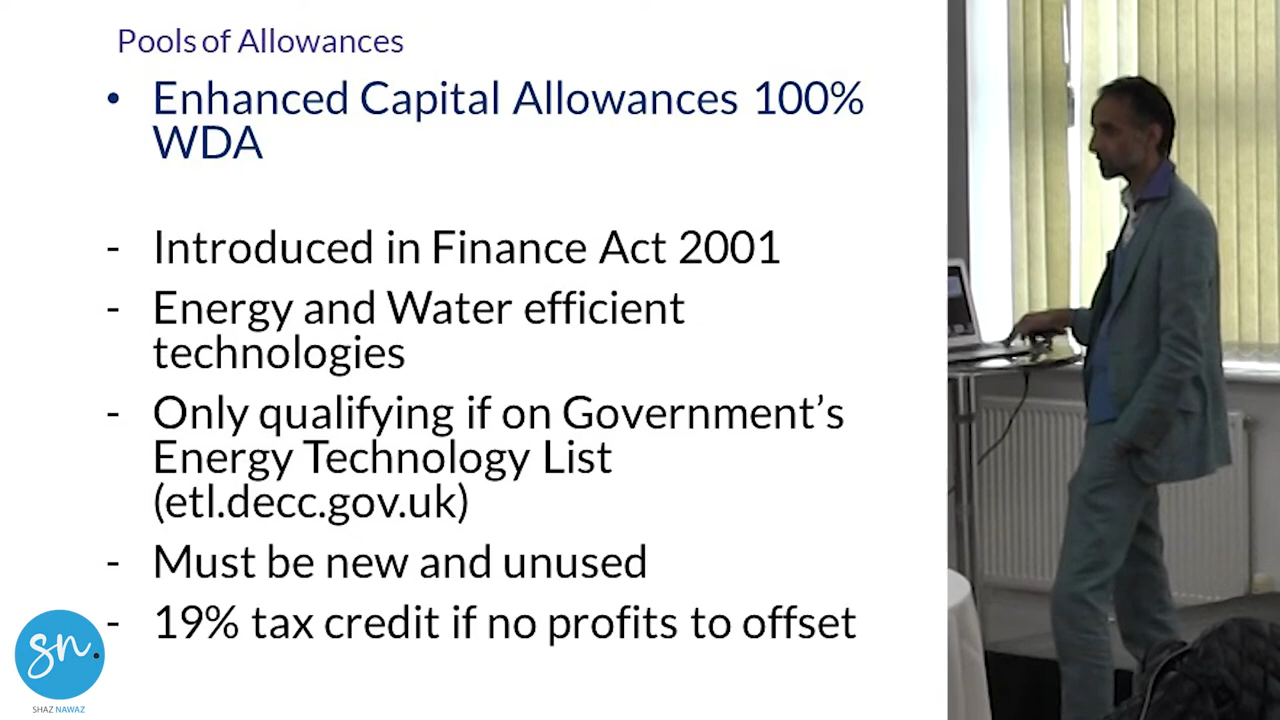 Pools of Allowances
• Enhanced Capital Allowances 100%
WDA
- Introduced in Finance Act 2001
- Energy and Water efficient
technologies
- Only qualifying if on Government’s
Energy Technology List
(etl.decc.gov.uk)
- Must be new and unused
- 19% tax credit if no profits to offset
sn.
SHAZ NAWAZ